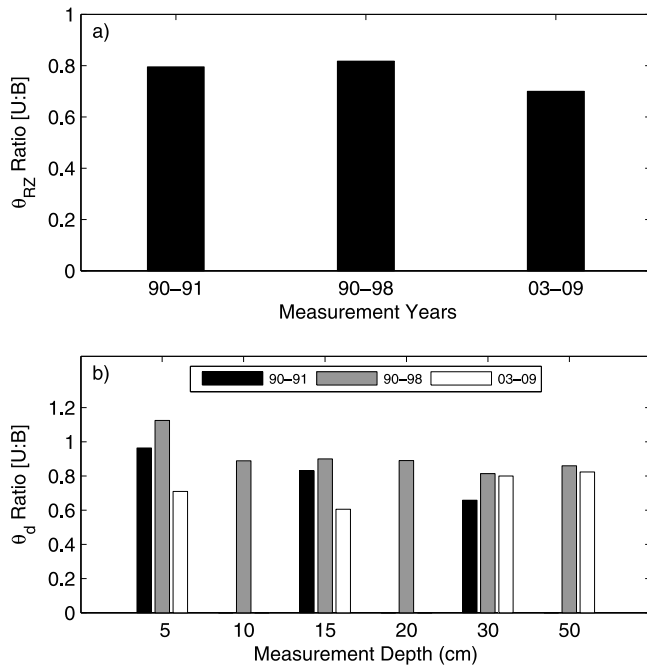 a)
1
0.8
0.6
0.4
0.2
0
θRZ Ratio [U:B]
90–91 90–98 03–09
Measurement Years
b)
90–91 90–98 03–09
1.2
1
0.8
0.6
0.4
0.2
0
θd Ratio [U:B]
5 10 15 20 30 50
Measurement Depth (cm)